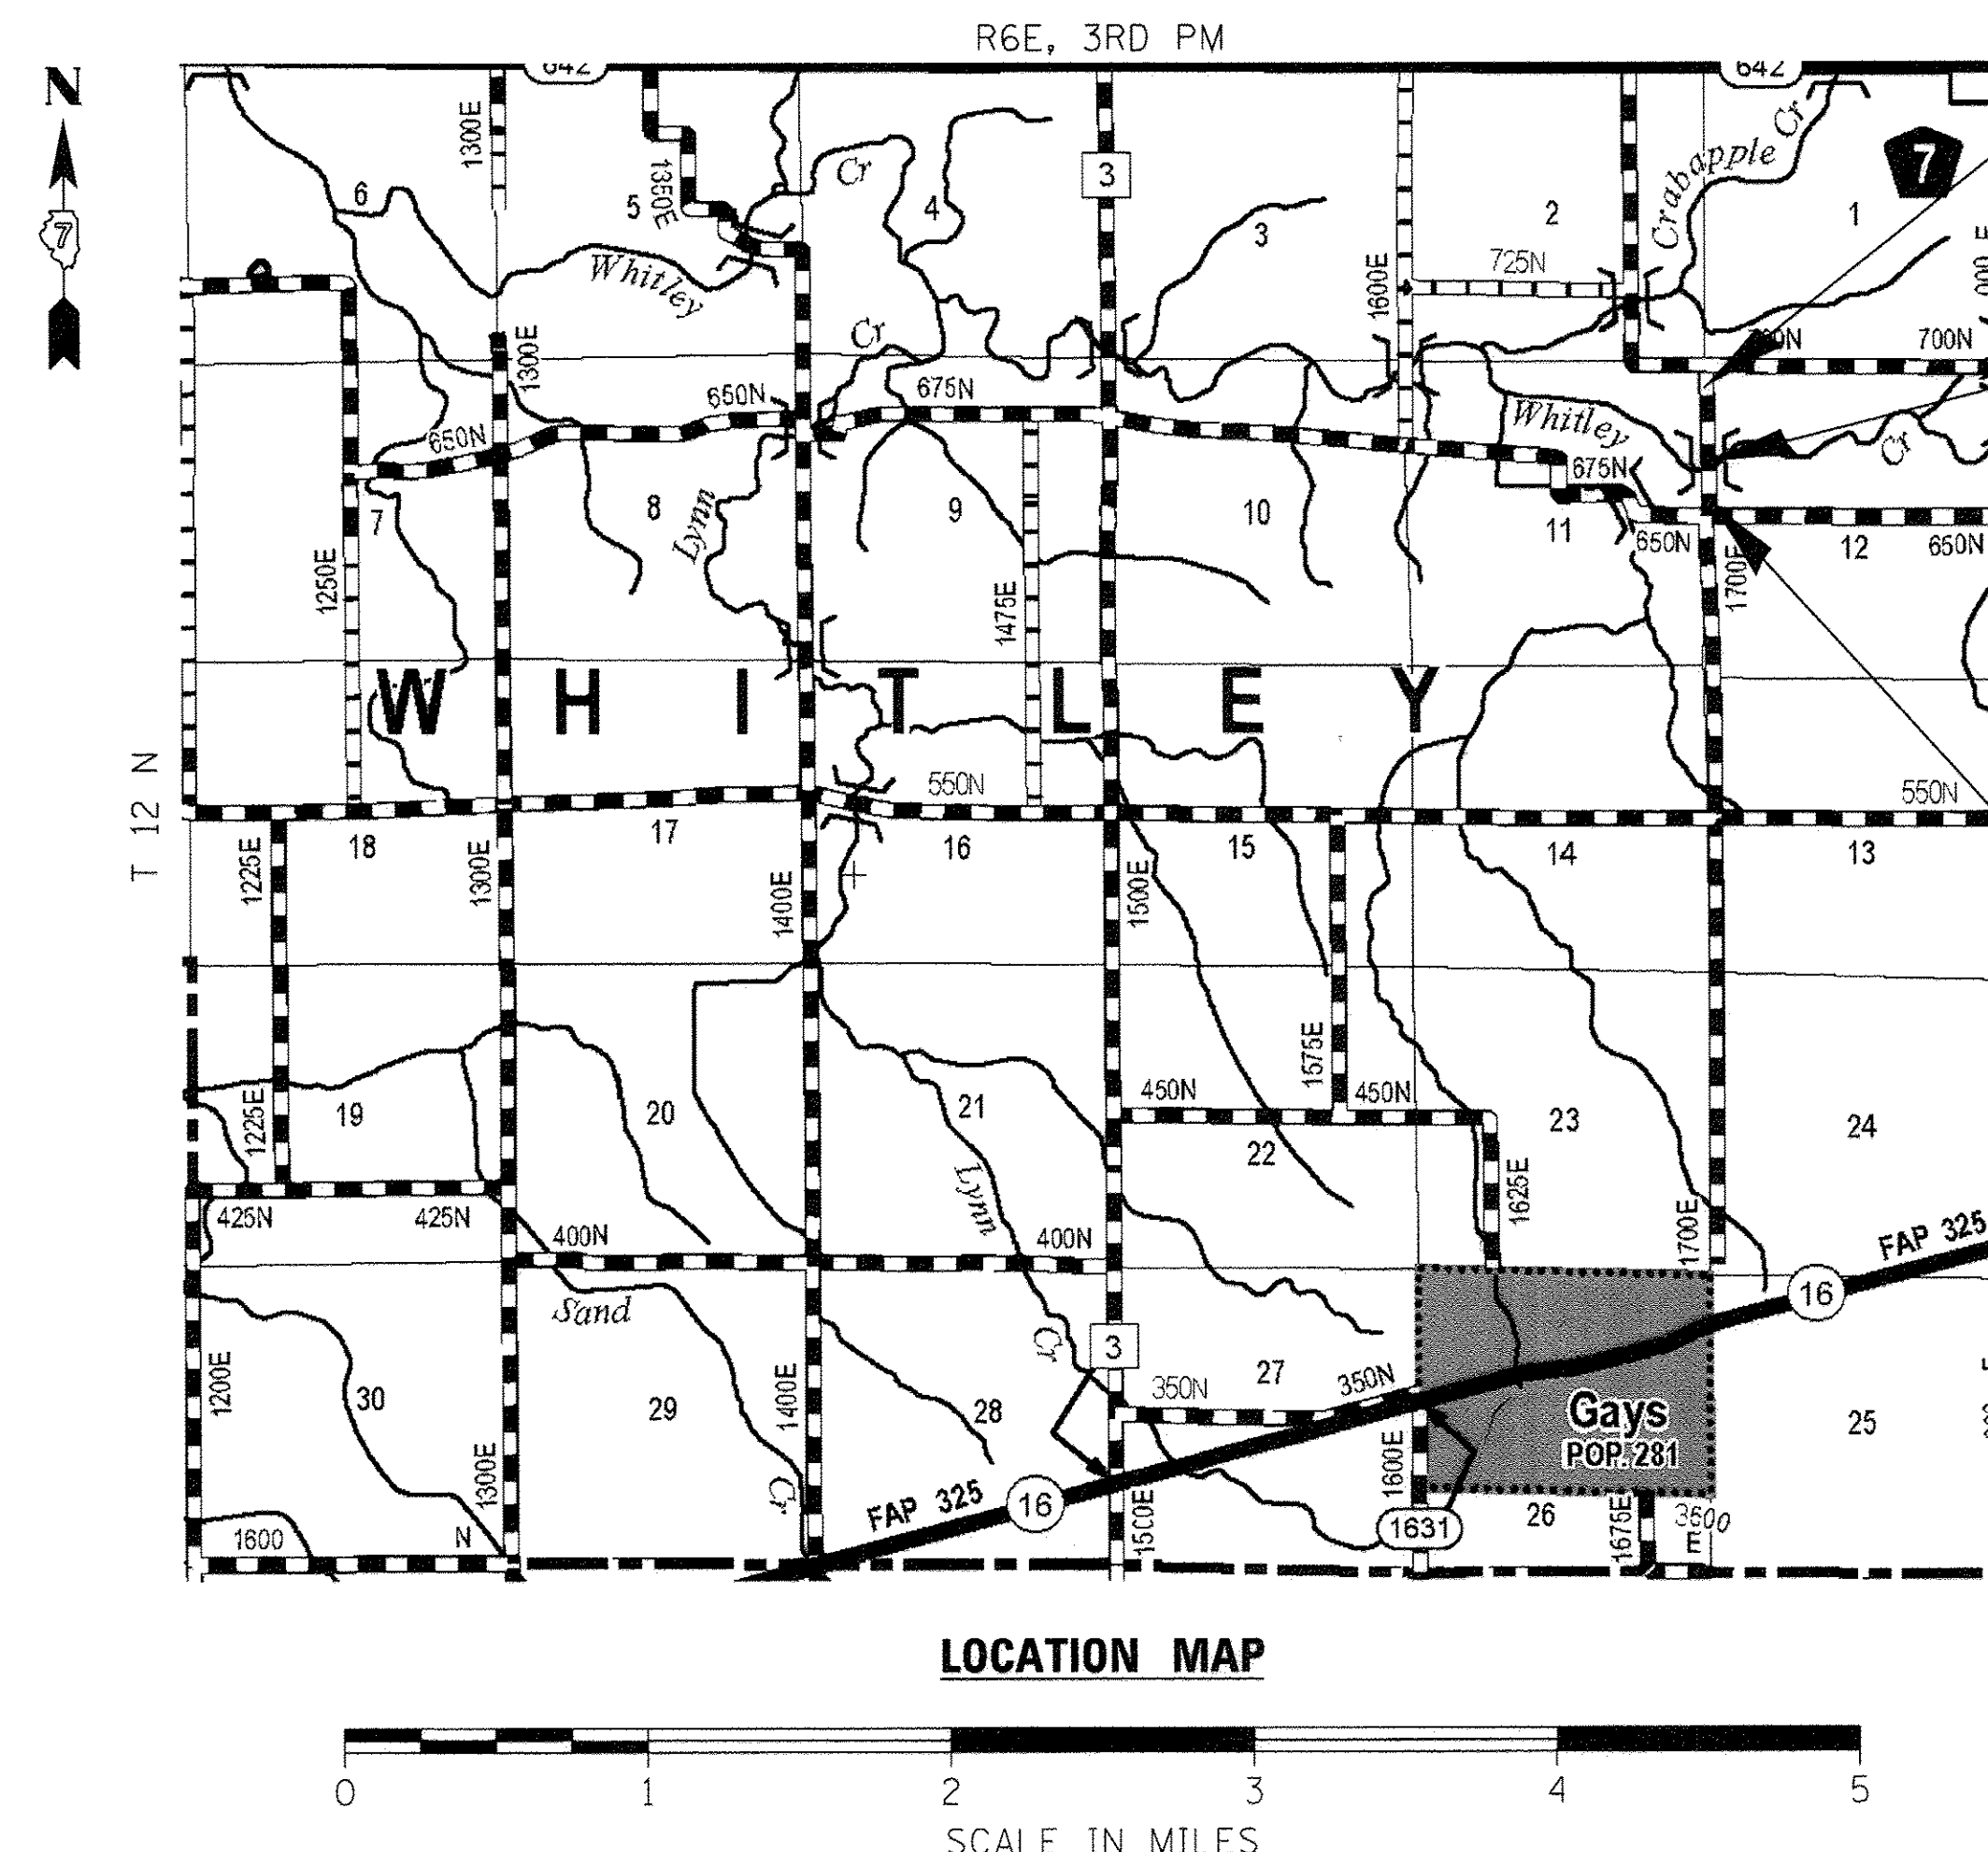 R6E, 3RD PM
N
642
642
7
1300E
1350E
Cr
3
Crabapple Cr
7
6
5
4
3
2
1
Whitley
1600E
725N
Cr
1300E
700N
700N
650N
675N
650N
Whitley
Cr
675N
7
8
Lynn
9
10
11
650N
12
650N
1250E
1475E
1700E
W H I T L E Y
T 12 N
550N
550N
18
17
16
15
14
13
1225E
1300E
1400E
1500E
1575E
450N
450N
1225E
19
20
21
22
23
24
1625E
Lynn
425N
425N
400N
400N
1700E
FAP 325
16
Sand
Cr
3
1200E
30
1300E
29
1400E
28
27
350N
350N
Gays
POP. 281
25
Cr
FAP 325
16
1500E
1600E
1631
26
1675E
3600
E
1600 N
LOCATION MAP
0 1 2 3 4 5
SCALE IN MILES